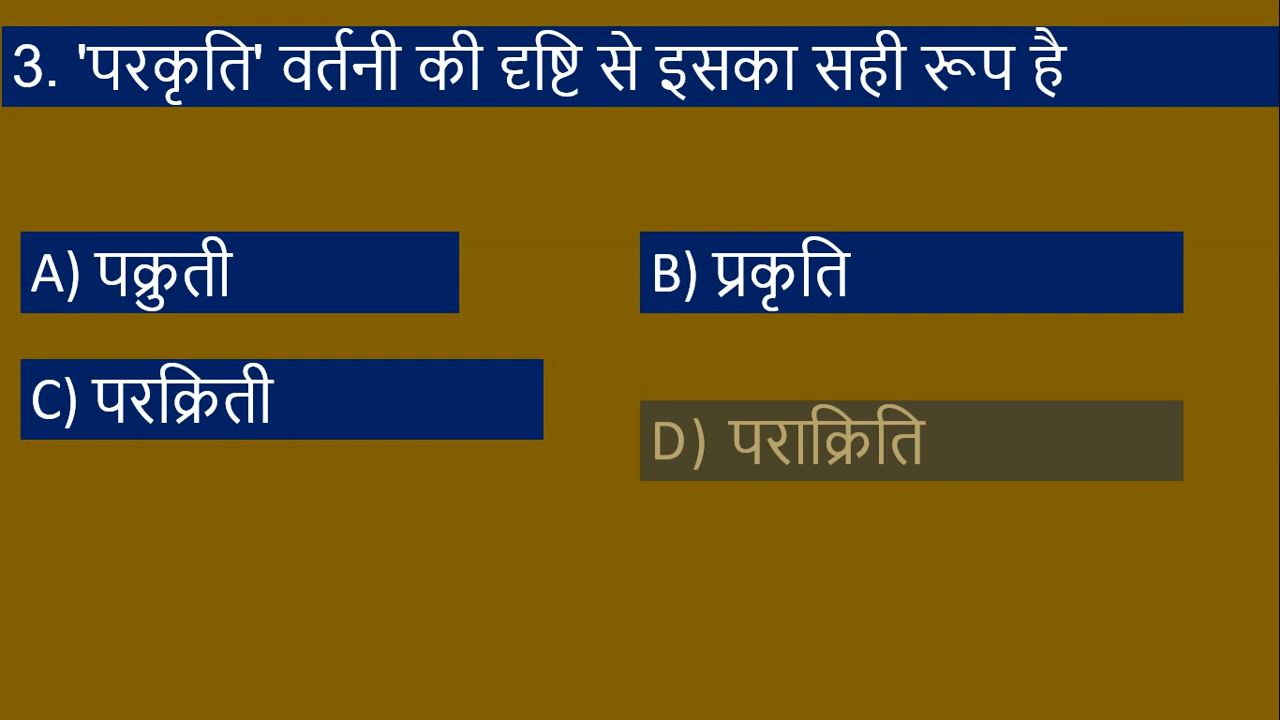 3. 'परकृति' वर्तनी की दृष्टि से इसका सही रूप है
A) पक्रुती
B) प्रकृति
C) परक्रिती
D) पराक्रिति